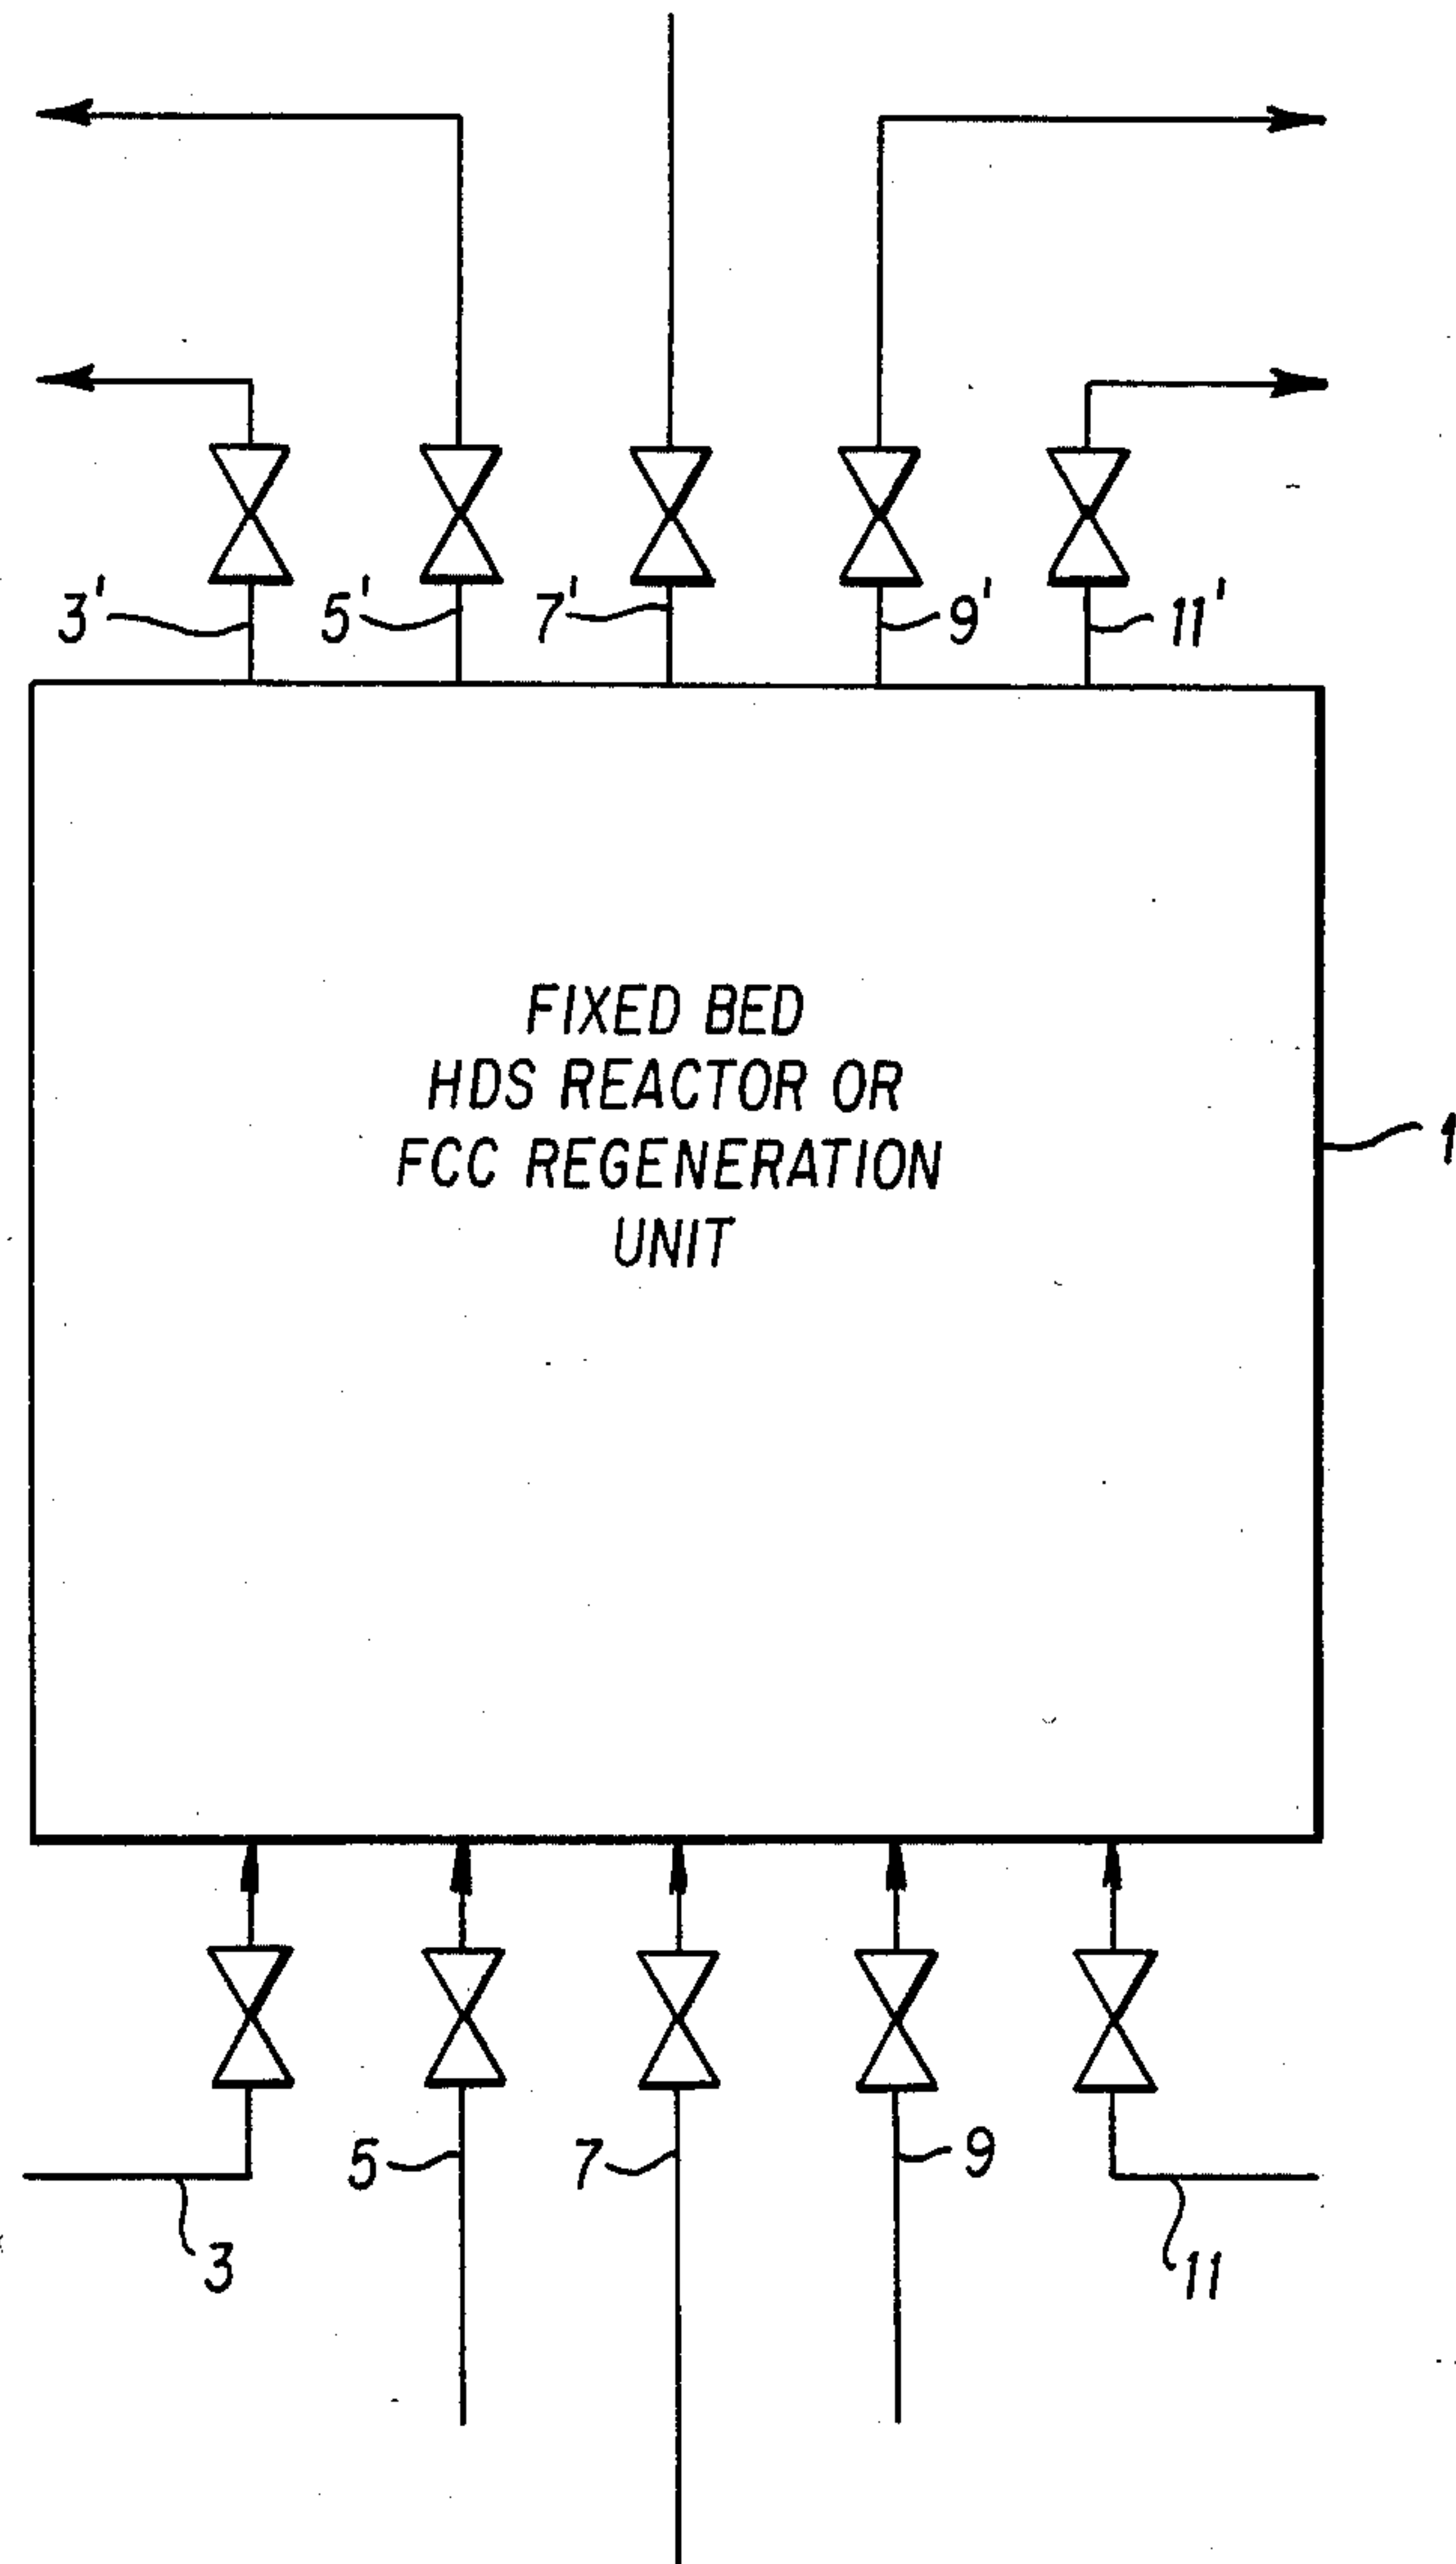 3' 5' 7' 9' 11'
FIXED BED
HDS REACTOR OR
FCC REGENERATION
UNIT
1
5 7 9
3 11